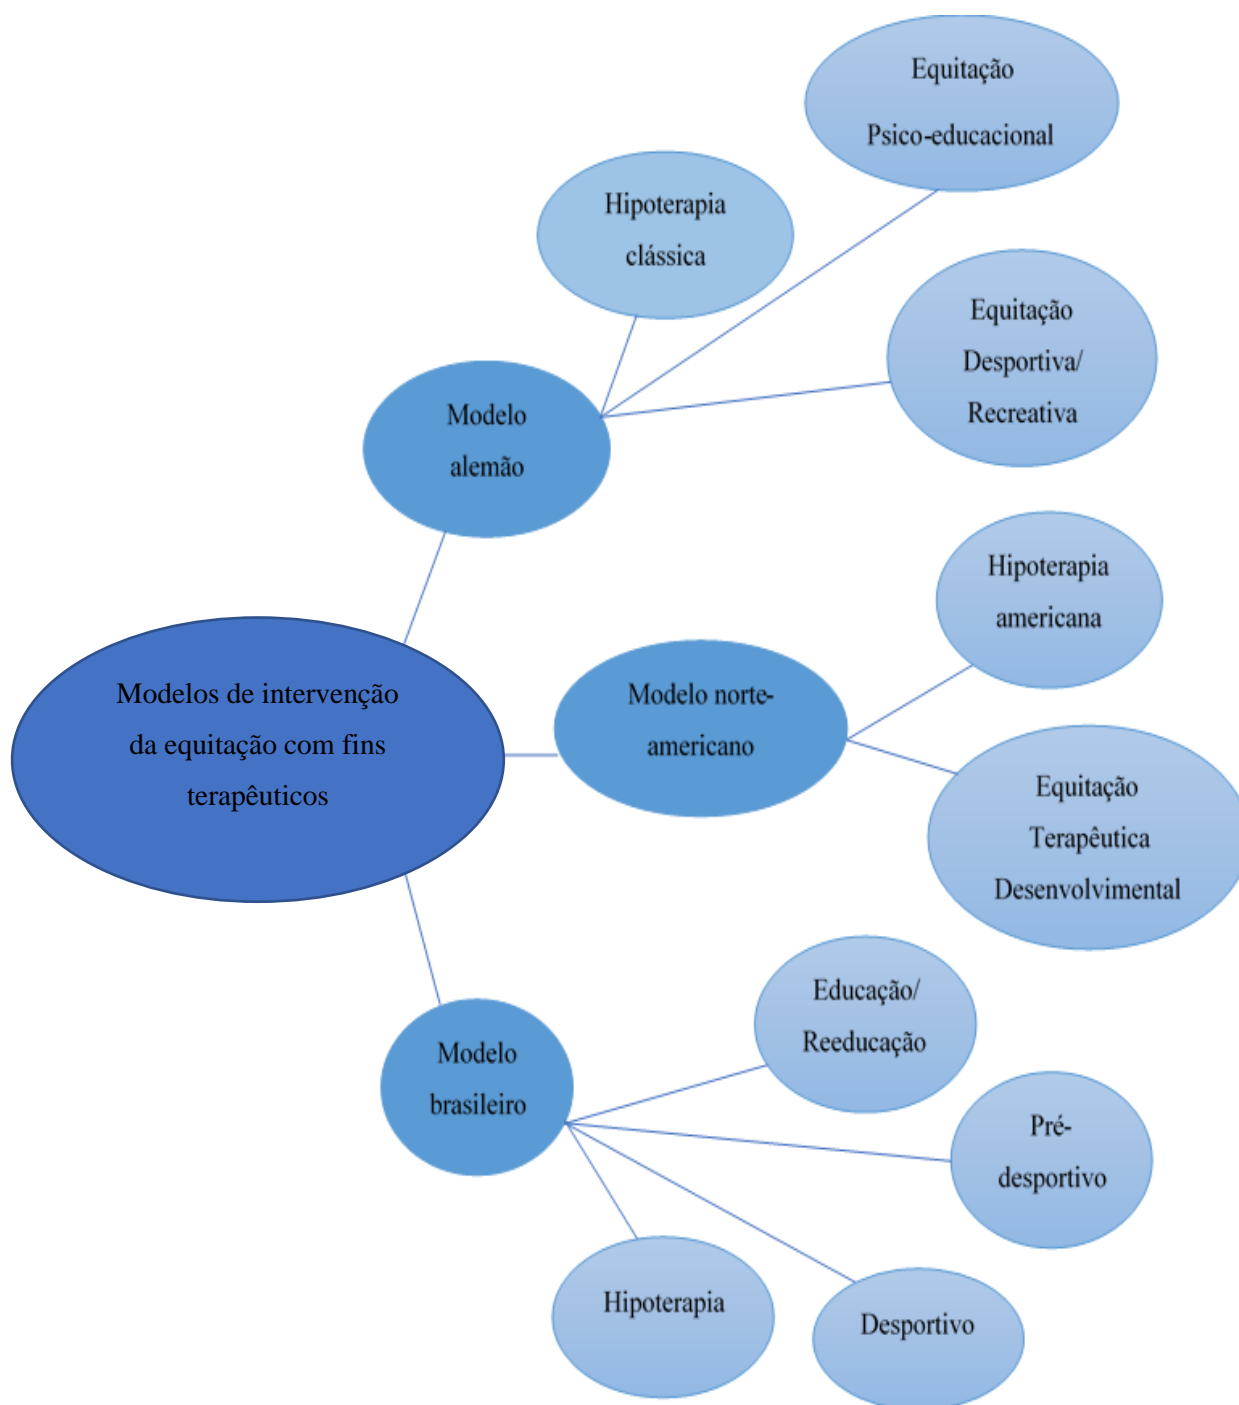 Equitação
Psico-educacional
Hipoterapia
clássica
Equitação
Desportiva/
Recreativa
Modelo
alemão
Hipoterapia
americana
Modelos de intervenção
da equitação com fins
terapêuticos
Modelo norte-
americano
Equitação
Terapêutica
Desenvolvimental
Educação/
Reeducação
Modelo
brasileiro
Pré-
desportivo
Hipoterapia
Desportivo